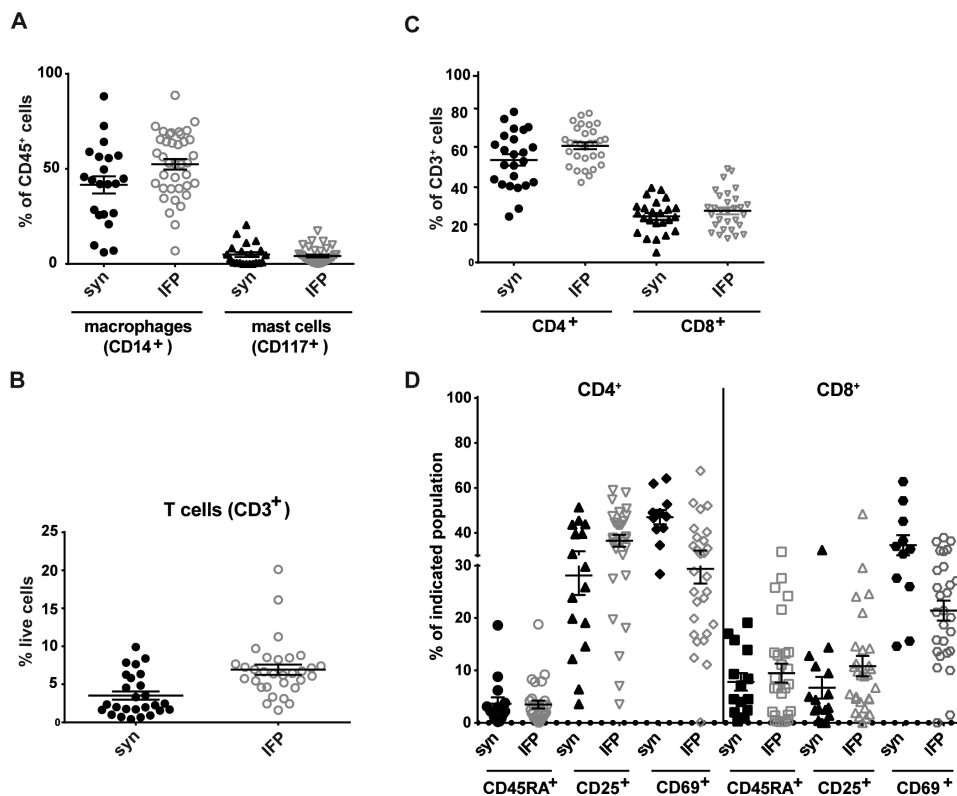 A
100
50
0
% of CD45⁺ cells
syn
IFP
syn
IFP
macrophages
(CD14⁺)
mast cells
(CD117⁺)
C
100
80
60
40
20
0
% of CD3⁺ cells
syn
IFP
syn
IFP
CD4⁺
CD8⁺
B
T cells (CD3⁺)
25
20
15
10
5
0
% live cells
syn
IFP
D
CD4⁺
CD8⁺
100
80
60
40
30
20
10
0
% of indicated population
syn
IFP
syn
IFP
syn
IFP
syn
IFP
syn
IFP
syn
IFP
CD45RA⁺
CD25⁺
CD69⁺
CD45RA⁺
CD25⁺
CD69⁺